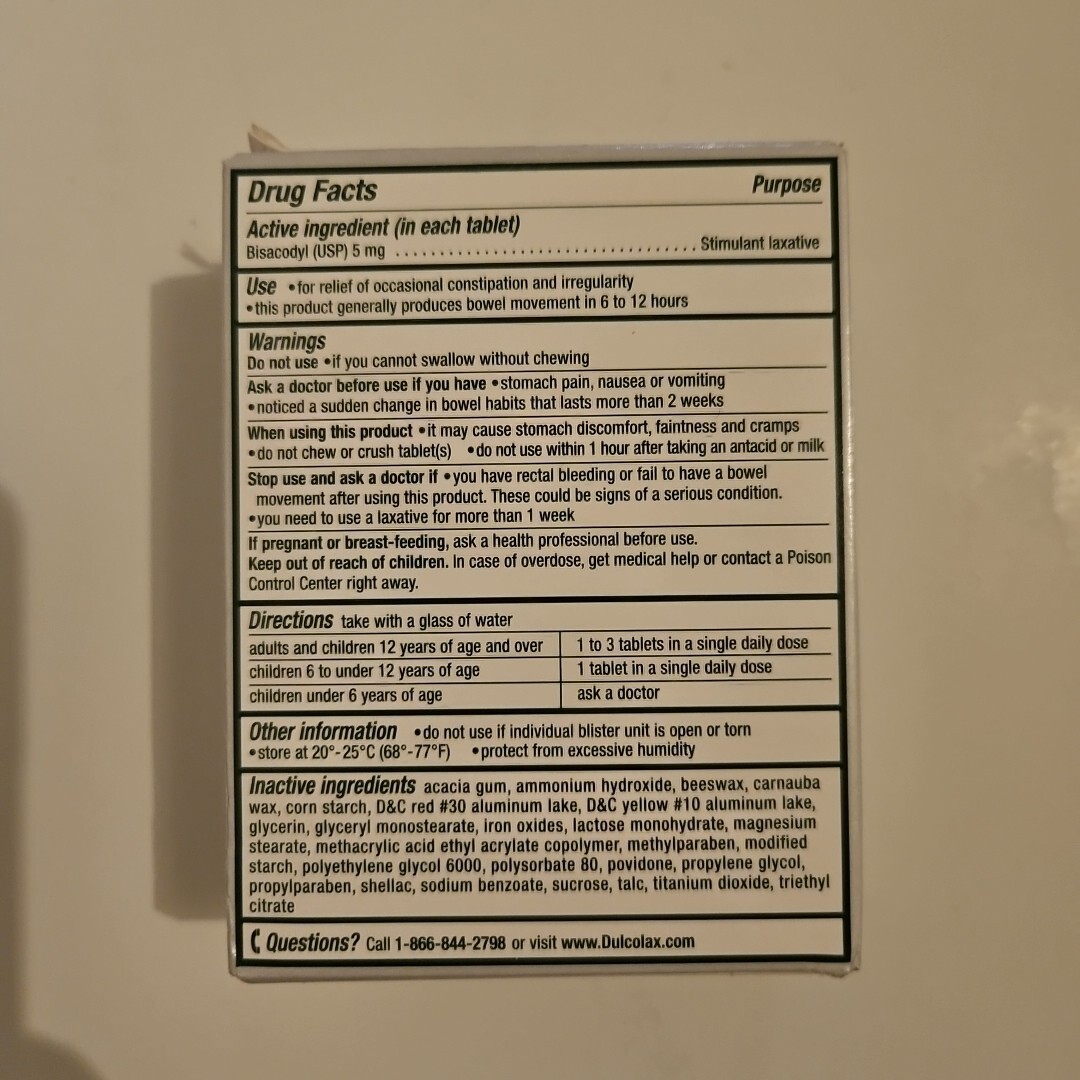 Drug Facts Purpose
Active ingredient (in each tablet)
Bisacodyl (USP) 5 mg ..................................... Stimulant laxative
Use •for relief of occasional constipation and irregularity
•this product generally produces bowel movement in 6 to 12 hours
Warnings
Do not use •if you cannot swallow without chewing
Ask a doctor before use if you have •stomach pain, nausea or vomiting
•noticed a sudden change in bowel habits that lasts more than 2 weeks
When using this product •it may cause stomach discomfort, faintness and cramps
•do not chew or crush tablet(s) •do not use within 1 hour after taking an antacid or milk
Stop use and ask a doctor if •you have rectal bleeding or fail to have a bowel
movement after using this product. These could be signs of a serious condition.
•you need to use a laxative for more than 1 week
If pregnant or breast-feeding, ask a health professional before use.
Keep out of reach of children. In case of overdose, get medical help or contact a Poison
Control Center right away.
Directions take with a glass of water
adults and children 12 years of age and over 1 to 3 tablets in a single daily dose
children 6 to under 12 years of age 1 tablet in a single daily dose
children under 6 years of age ask a doctor
Other information •do not use if individual blister unit is open or torn
•store at 20°-25°C (68°-77°F) •protect from excessive humidity
Inactive ingredients acacia gum, ammonium hydroxide, beeswax, carnauba
wax, corn starch, D&C red #30 aluminum lake, D&C yellow #10 aluminum lake,
glycerin, glyceryl monostearate, iron oxides, lactose monohydrate, magnesium
stearate, methacrylic acid ethyl acrylate copolymer, methylparaben, modified
starch, polyethylene glycol 6000, polysorbate 80, povidone, propylene glycol,
propylparaben, shellac, sodium benzoate, sucrose, talc, titanium dioxide, triethyl
citrate
Questions? Call 1-866-844-2798 or visit www.Dulcolax.com